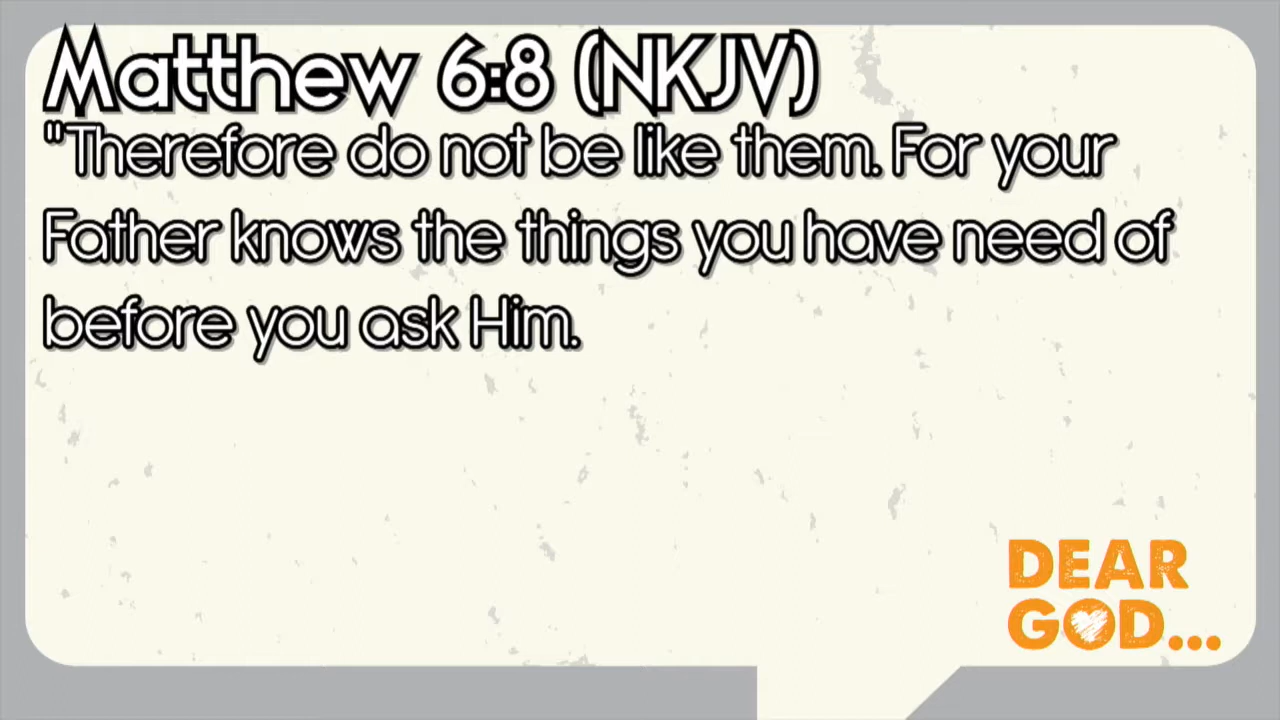 Matthew 6:8 (NKJV)
"Therefore do not be like them. For your
Father knows the things you have need of
before you ask Him.
DEAR
GOD...